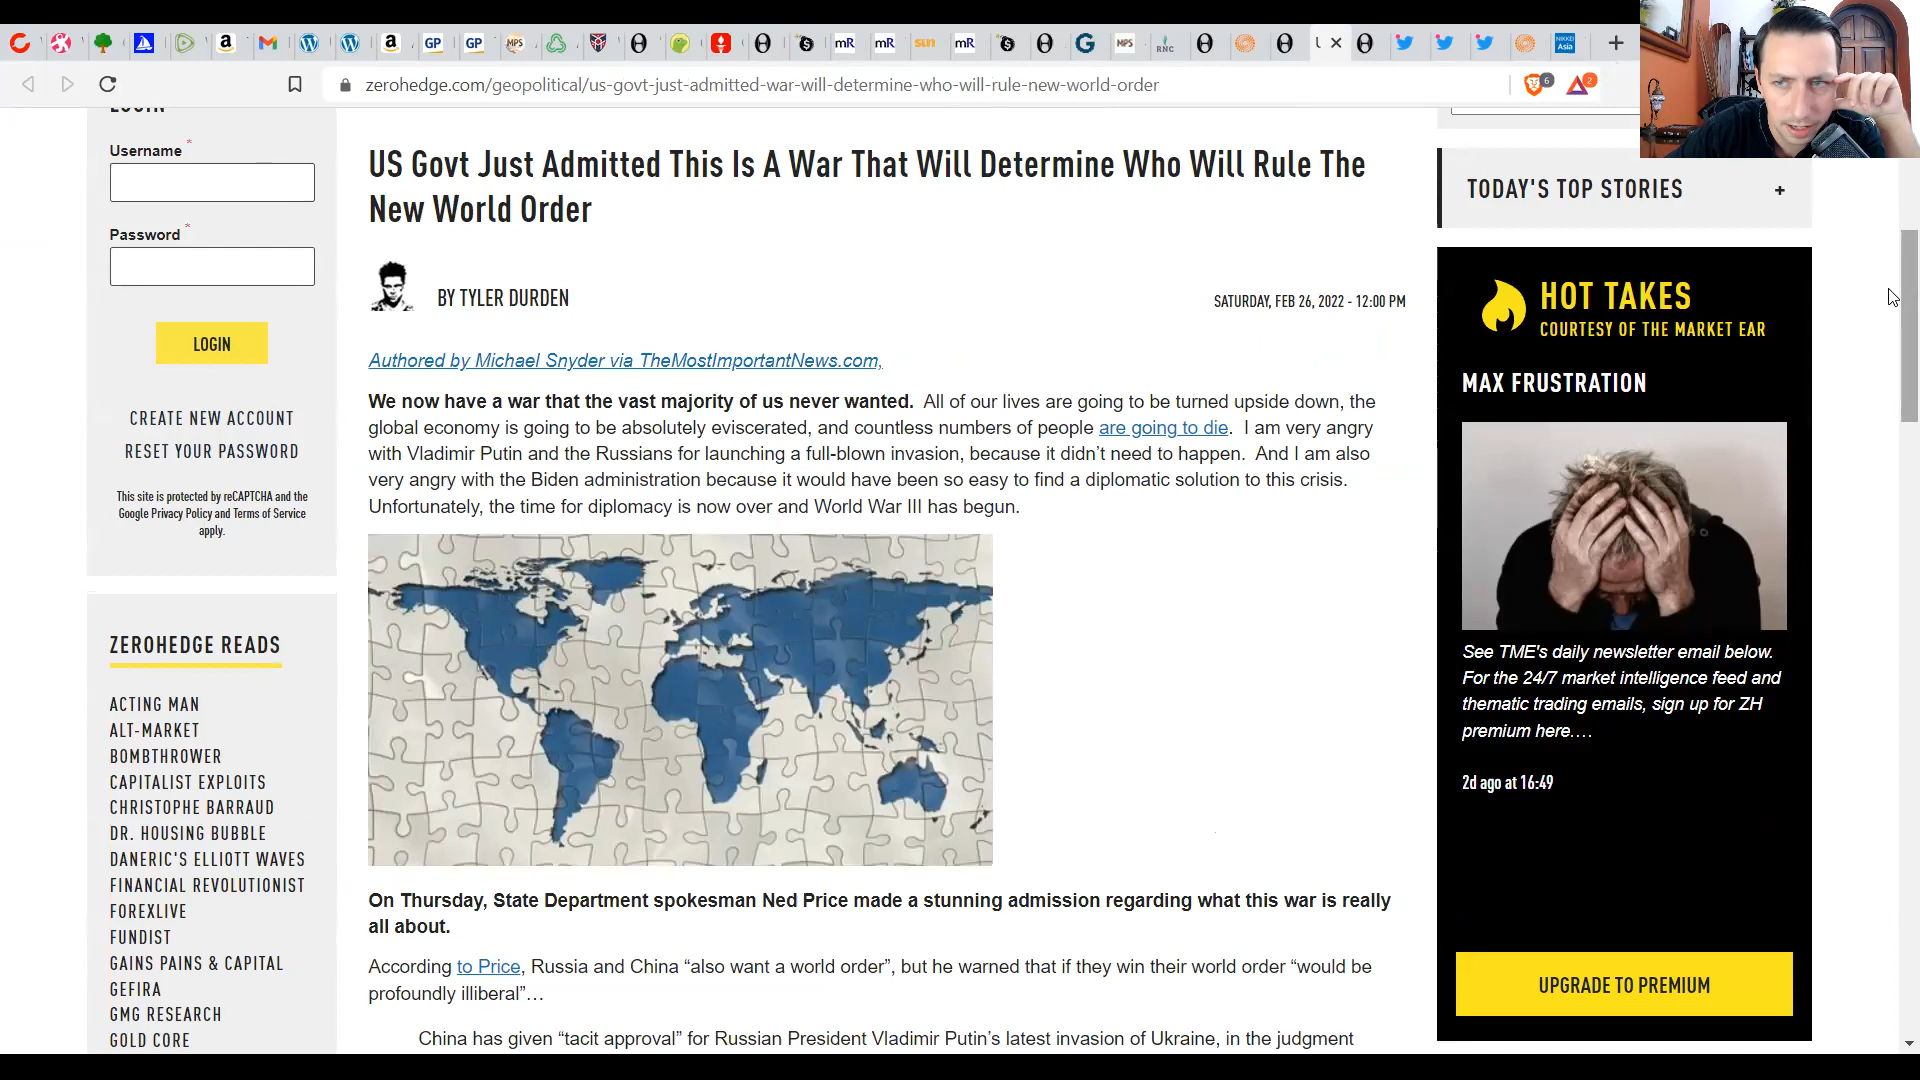 GP
GP
MPS
mR
mR
sun
mR
G
MPS
RNC
NIKKEI
Asia
zerohedge.com/geopolitical/us-govt-just-admitted-war-will-determine-who-will-rule-new-world-order
6
2
LOGIN
Username *
Password *
LOGIN
CREATE NEW ACCOUNT
RESET YOUR PASSWORD
This site is protected by reCAPTCHA and the
Google Privacy Policy and Terms of Service
apply.
ZEROHEDGE READS
ACTING MAN
ALT-MARKET
BOMBTHROWER
CAPITALIST EXPLOITS
CHRISTOPHE BARRAUD
DR. HOUSING BUBBLE
DANERIC'S ELLIOTT WAVES
FINANCIAL REVOLUTIONIST
FOREXLIVE
FUNDIST
GAINS PAINS & CAPITAL
GEFIRA
GMG RESEARCH
GOLD CORE
US Govt Just Admitted This Is A War That Will Determine Who Will Rule The
New World Order
BY TYLER DURDEN
SATURDAY, FEB 26, 2022 - 12:00 PM
Authored by Michael Snyder via TheMostImportantNews.com,
We now have a war that the vast majority of us never wanted. All of our lives are going to be turned upside down, the
global economy is going to be absolutely eviscerated, and countless numbers of people are going to die. I am very angry
with Vladimir Putin and the Russians for launching a full-blown invasion, because it didn't need to happen. And I am also
very angry with the Biden administration because it would have been so easy to find a diplomatic solution to this crisis.
Unfortunately, the time for diplomacy is now over and World War III has begun.
On Thursday, State Department spokesman Ned Price made a stunning admission regarding what this war is really
all about.
According to Price, Russia and China “also want a world order”, but he warned that if they win their world order “would be
profoundly illiberal”…
China has given “tacit approval” for Russian President Vladimir Putin's latest invasion of Ukraine, in the judgment
TODAY'S TOP STORIES +
HOT TAKES
COURTESY OF THE MARKET EAR
MAX FRUSTRATION
See TME's daily newsletter email below.
For the 24/7 market intelligence feed and
thematic trading emails, sign up for ZH
premium here….
2d ago at 16:49
UPGRADE TO PREMIUM